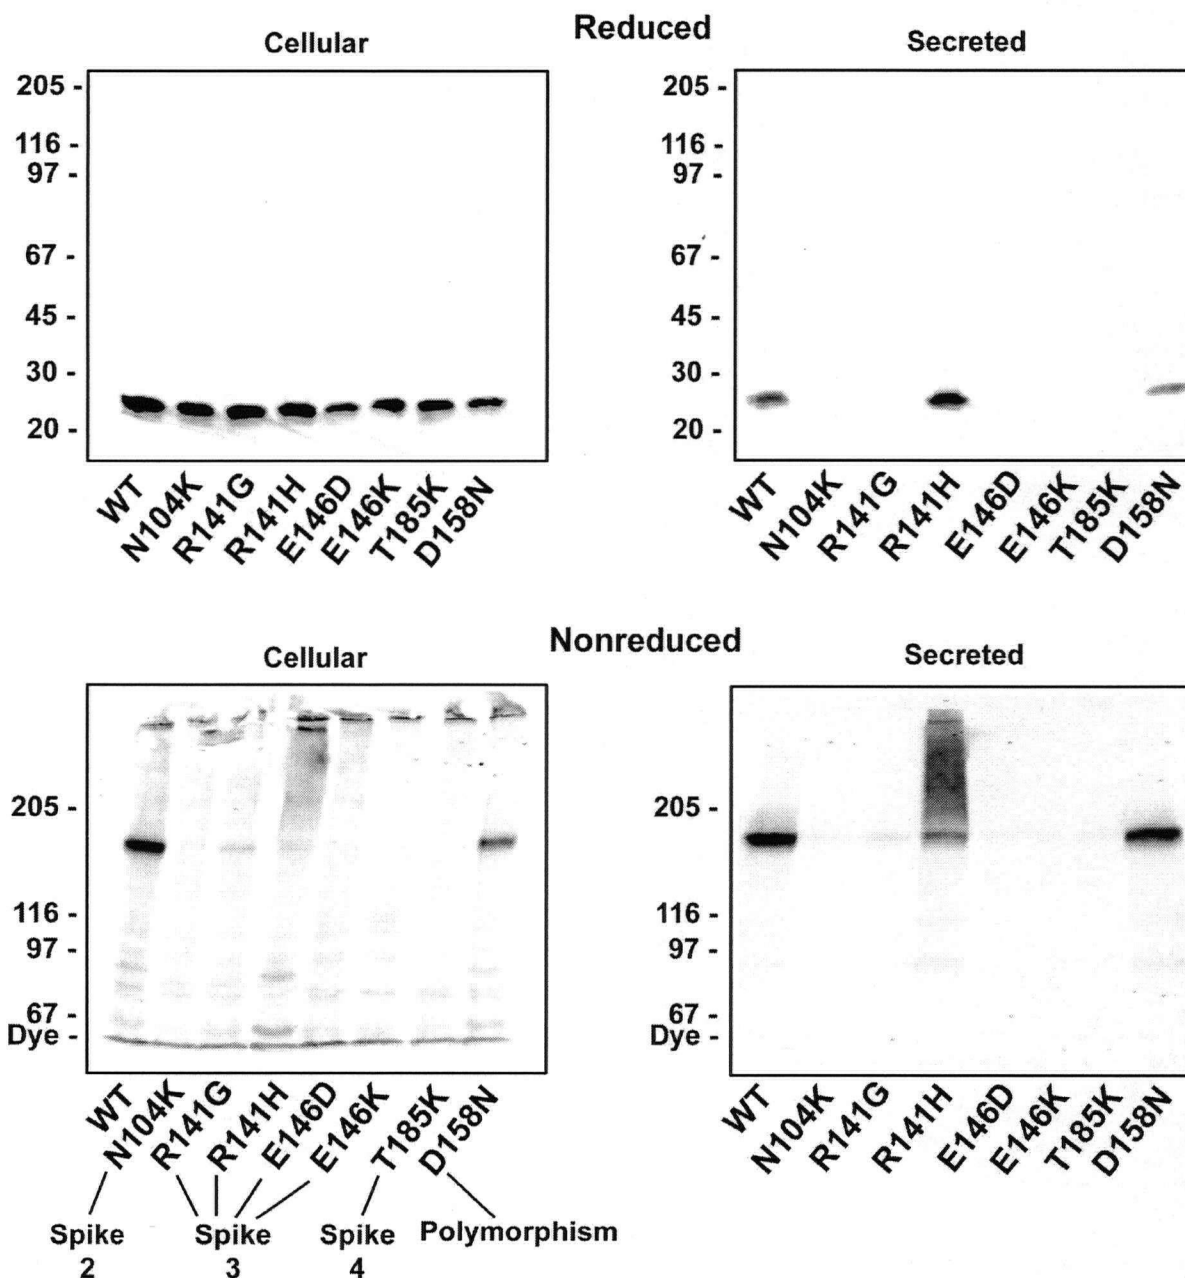 Reduced
Cellular
205 -
116 -
97 -
67 -
45 -
30 -
20 -
WT
N104K
R141G
R141H
E146D
E146K
T185K
D158N
Secreted
205 -
116 -
97 -
67 -
45 -
30 -
20 -
WT
N104K
R141G
R141H
E146D
E146K
T185K
D158N
Nonreduced
Cellular
205 -
116 -
97 -
67 -
Dye -
WT
N104K
R141G
R141H
E146D
E146K
T185K
D158N
Spike
2
Spike
3
Spike
4
Polymorphism
Secreted
205 -
116 -
97 -
67 -
Dye -
WT
N104K
R141G
R141H
E146D
E146K
T185K
D158N